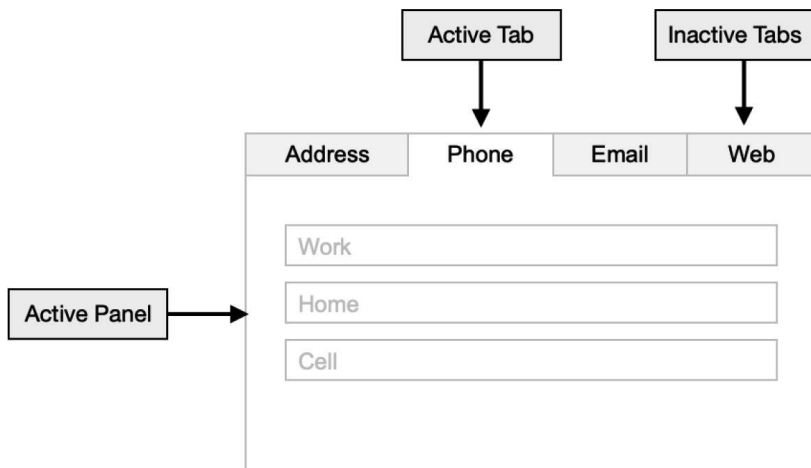 Active Tab
Inactive Tabs
Address
Phone
Email
Web
Work
Active Panel
Home
Cell